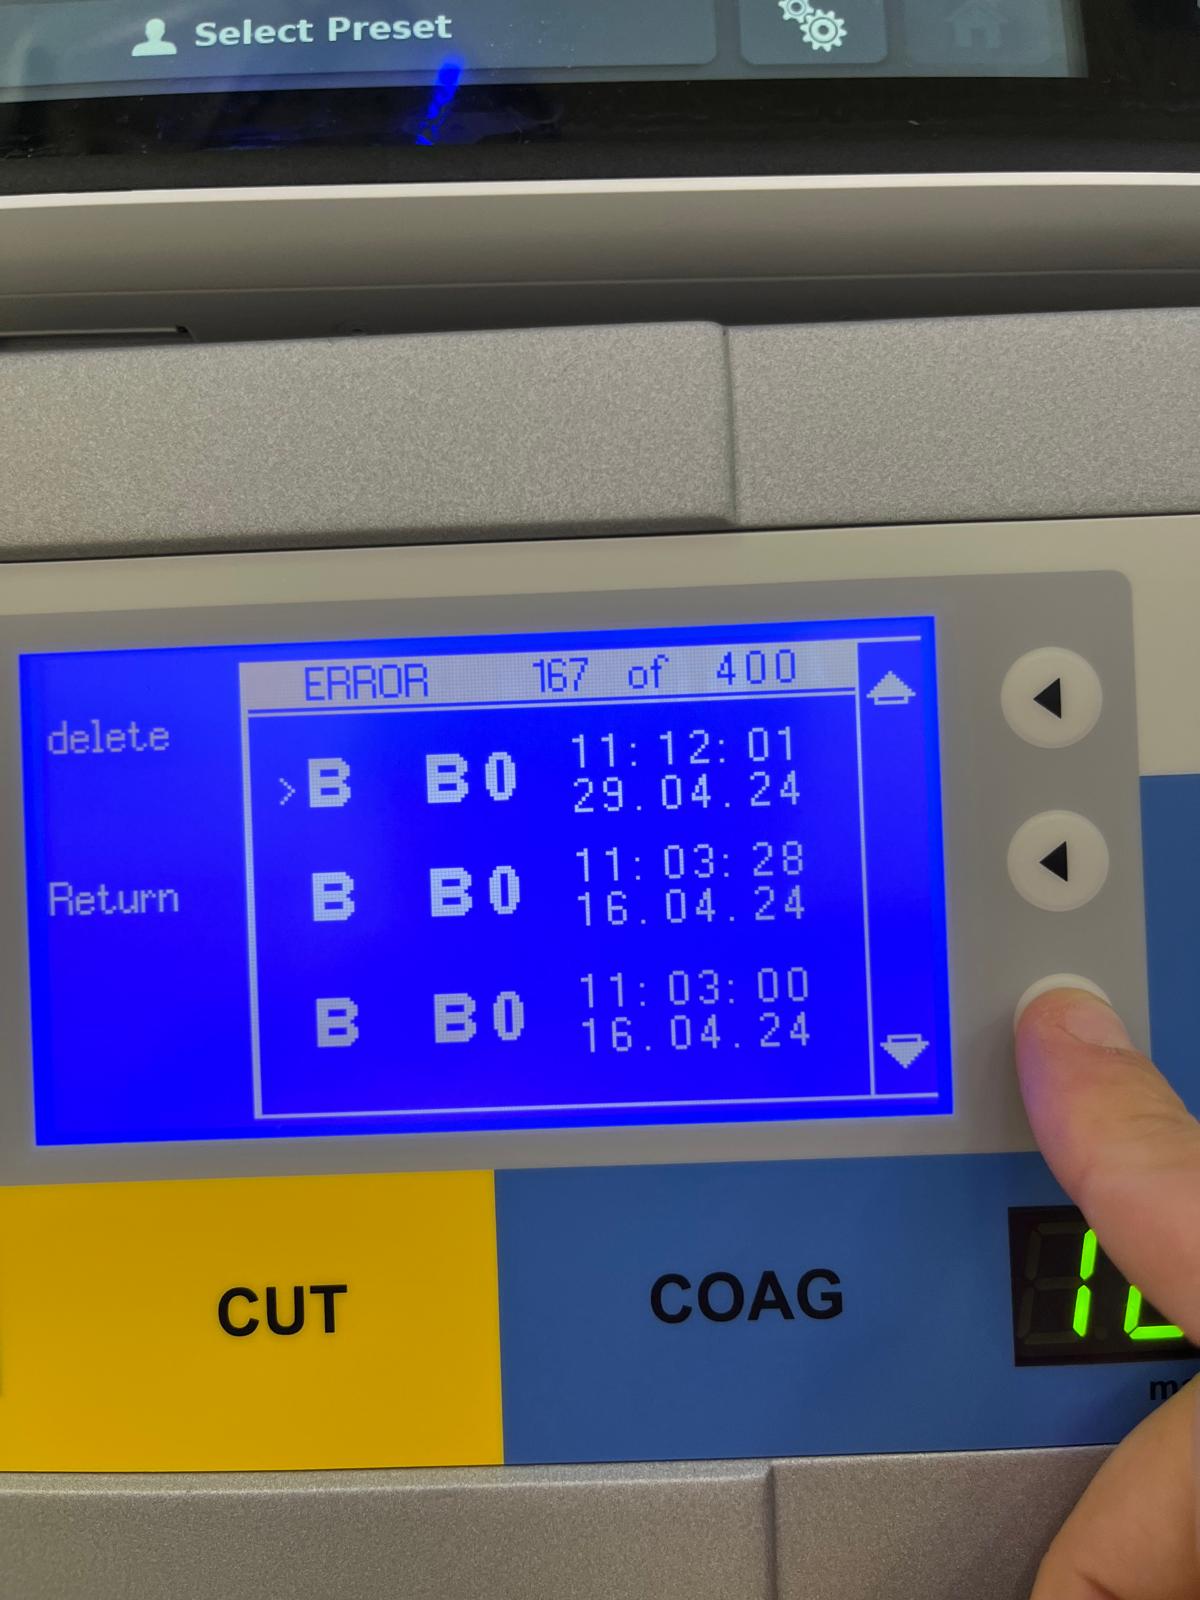 Select Preset
ERROR 167 of 400
delete
>B B0 11:12:01
29.04.24
Return
B B0 11:03:28
16.04.24
B B0 11:03:00
16.04.24
CUT
COAG